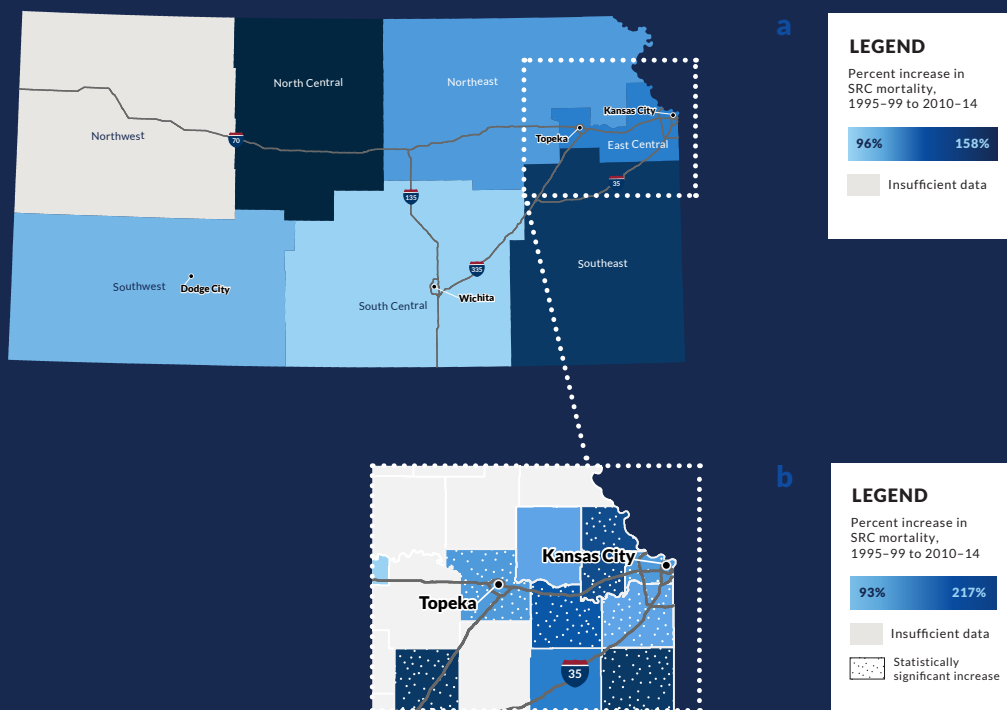 a
LEGEND
Percent increase in
SRC mortality,
1995–99 to 2010–14
96% 158%
Insufficient data
North Central
Northeast
Northwest
70
Kansas City
Topeka
East Central
35
135
335
Southeast
Southwest
Dodge City
South Central
Wichita
b
LEGEND
Percent increase in
SRC mortality,
1995–99 to 2010–14
93% 217%
Insufficient data
Statistically
significant increase
Kansas City
Topeka
35